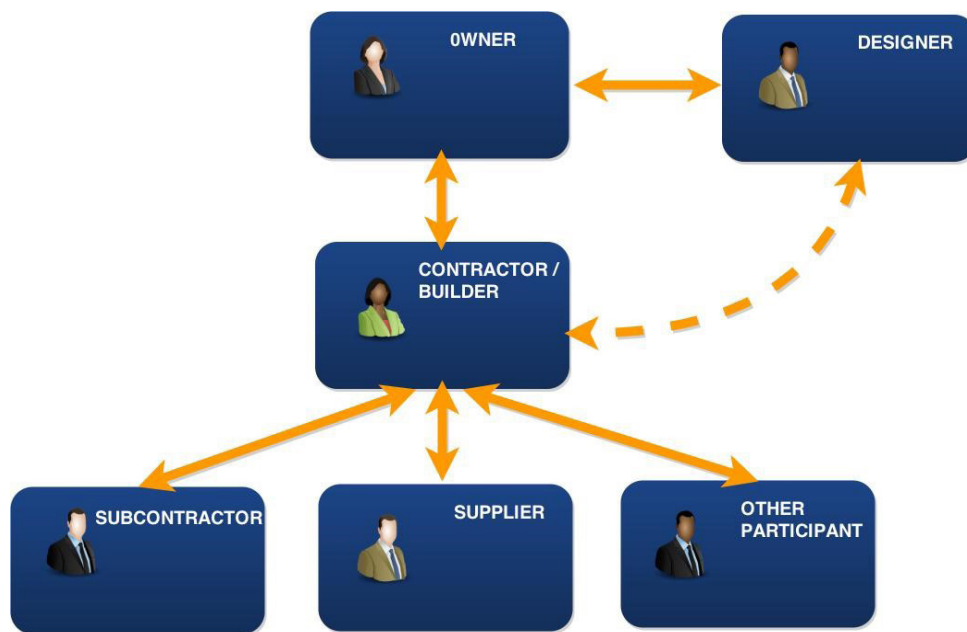 0WNER
DESIGNER
CONTRACTOR /
BUILDER
SUBCONTRACTOR
SUPPLIER
OTHER
PARTICIPANT